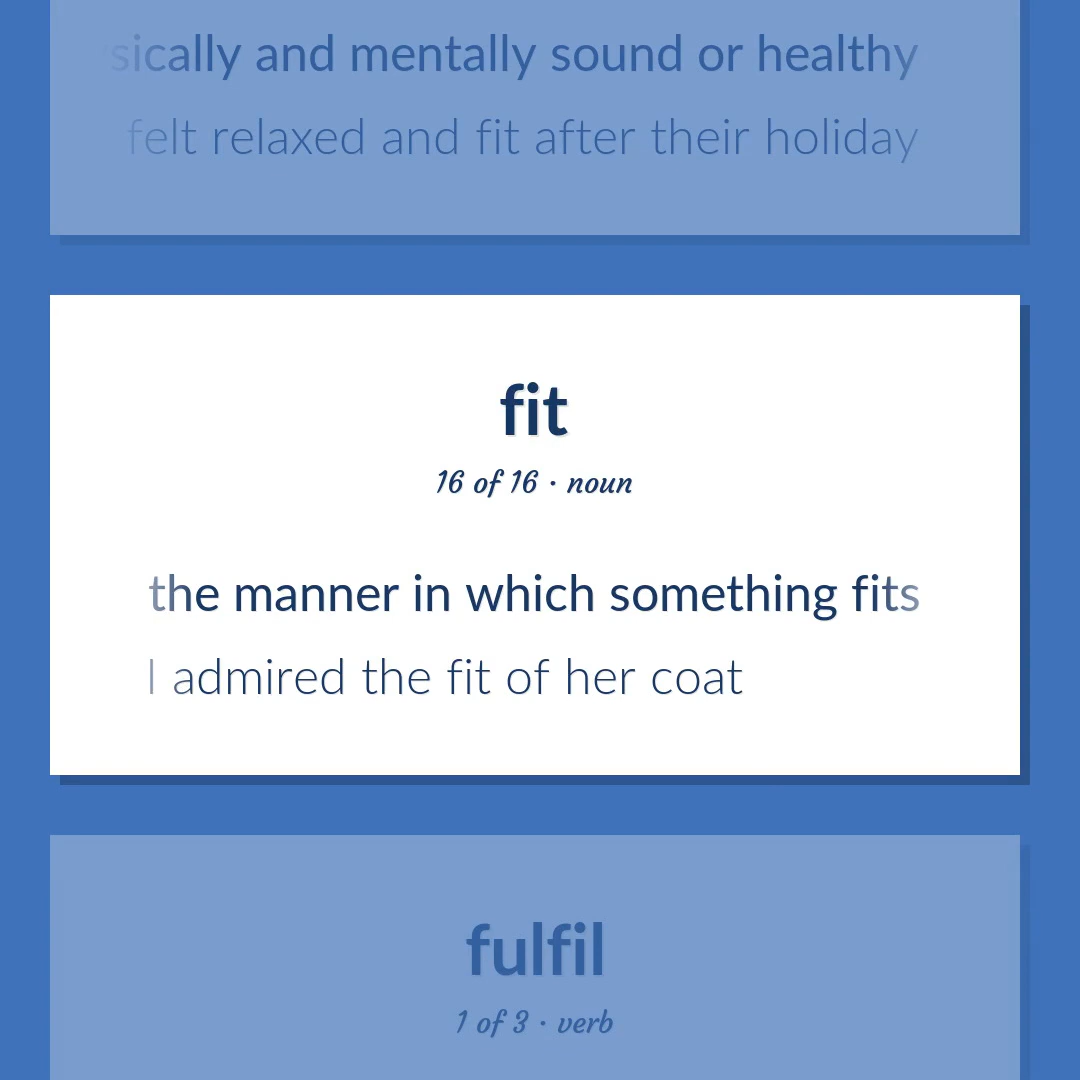 sically and mentally sound or healthy
felt relaxed and fit after their holiday
fit
16 of 16 · noun
the manner in which something fits
I admired the fit of her coat
fulfil
1 of 3 · verb